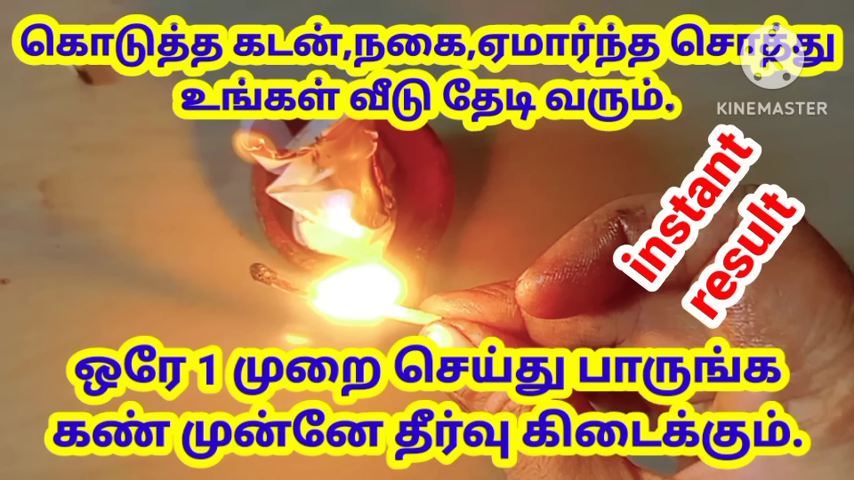 கொடுத்த கடன்,நகை,ஏமார்ந்த சொத்து
உங்கள் வீடு தேடி வரும்.
KINEMASTER
instant
result
ஒரே 1 முறை செய்து பாருங்க
கண் முன்னே தீர்வு கிடைக்கும்.